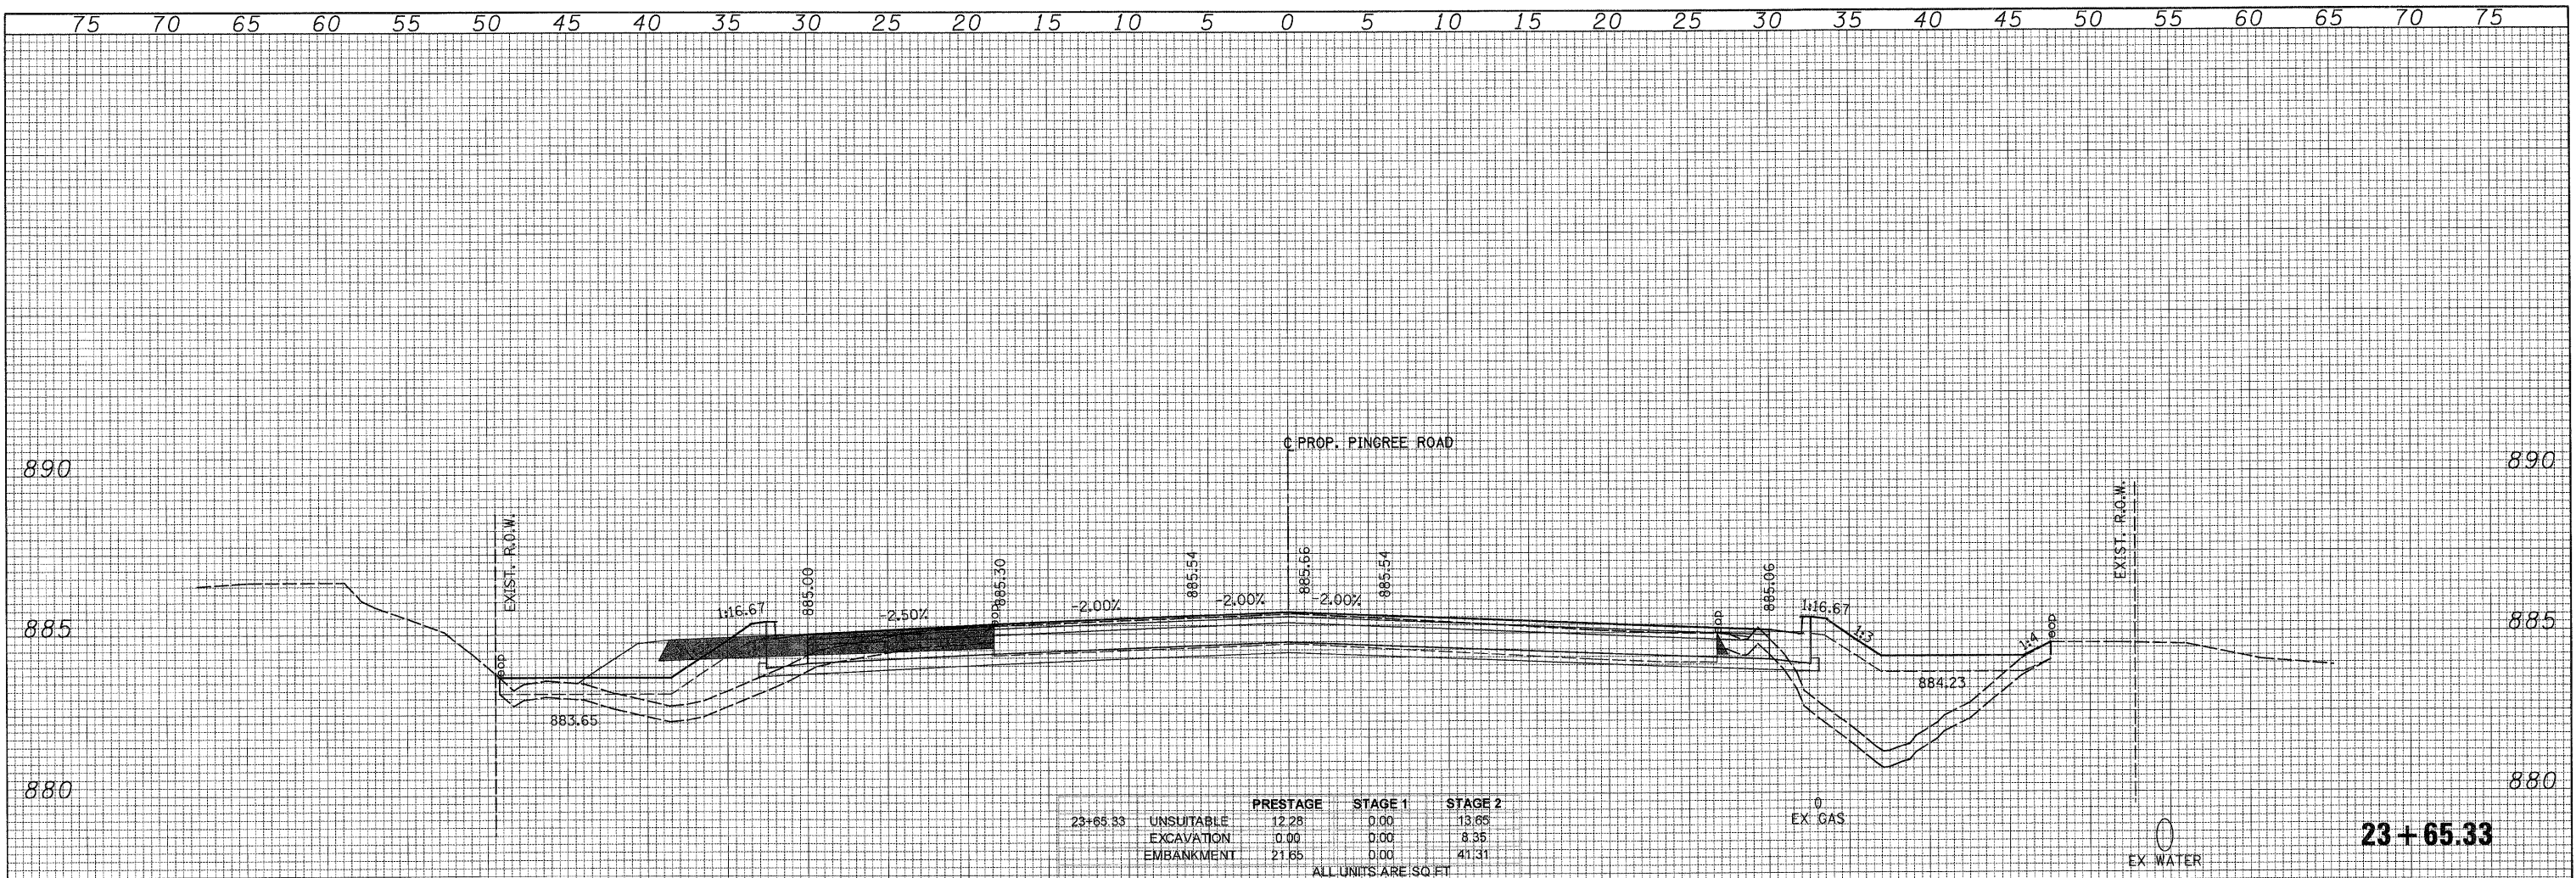 75 70 65 60 55 50 45 40 35 30 25 20 15 10 5 0 5 10 15 20 25 30 35 40 45 50 55 60 65 70 75
℄ PROP. PINGREE ROAD
890 890
EXIST. R.O.W.
EXIST. R.O.W.
885.00
885.30
885.54
885.66
885.54
885.06
1:16.67
-2.50%
-2.00%
-2.00%
-2.00%
1:16.67
1:3
1:4
885 885
883.65
884.23
880 880
PRESTAGE STAGE 1 STAGE 2
23+65.33 UNSUITABLE 12.28 0.00 13.65
EXCAVATION 0.00 0.00 8.35
EMBANKMENT 21.65 0.00 41.31
ALL UNITS ARE SQ FT
0
EX GAS
EX WATER
23+65.33